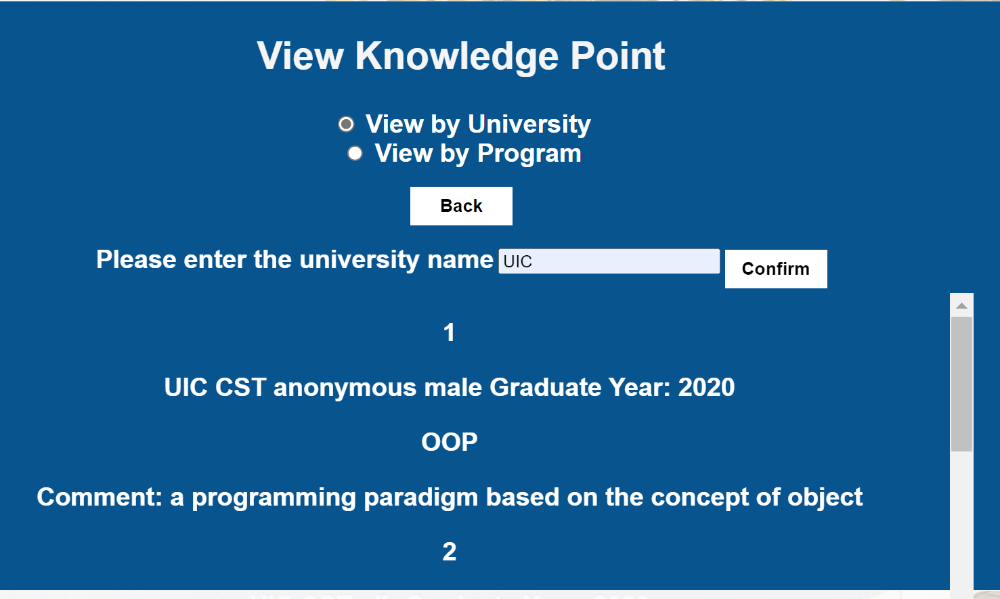 View Knowledge Point
View by University
View by Program
Back
Please enter the university name UIC Confirm
1
UIC CST anonymous male Graduate Year: 2020
OOP
Comment: a programming paradigm based on the concept of object
2